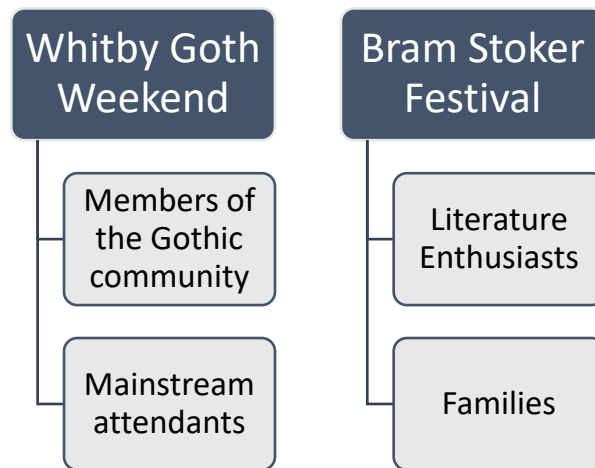 Whitby Goth
Weekend
Members of
the Gothic
community
Mainstream
attendants
Bram Stoker
Festival
Literature
Enthusiasts
Families